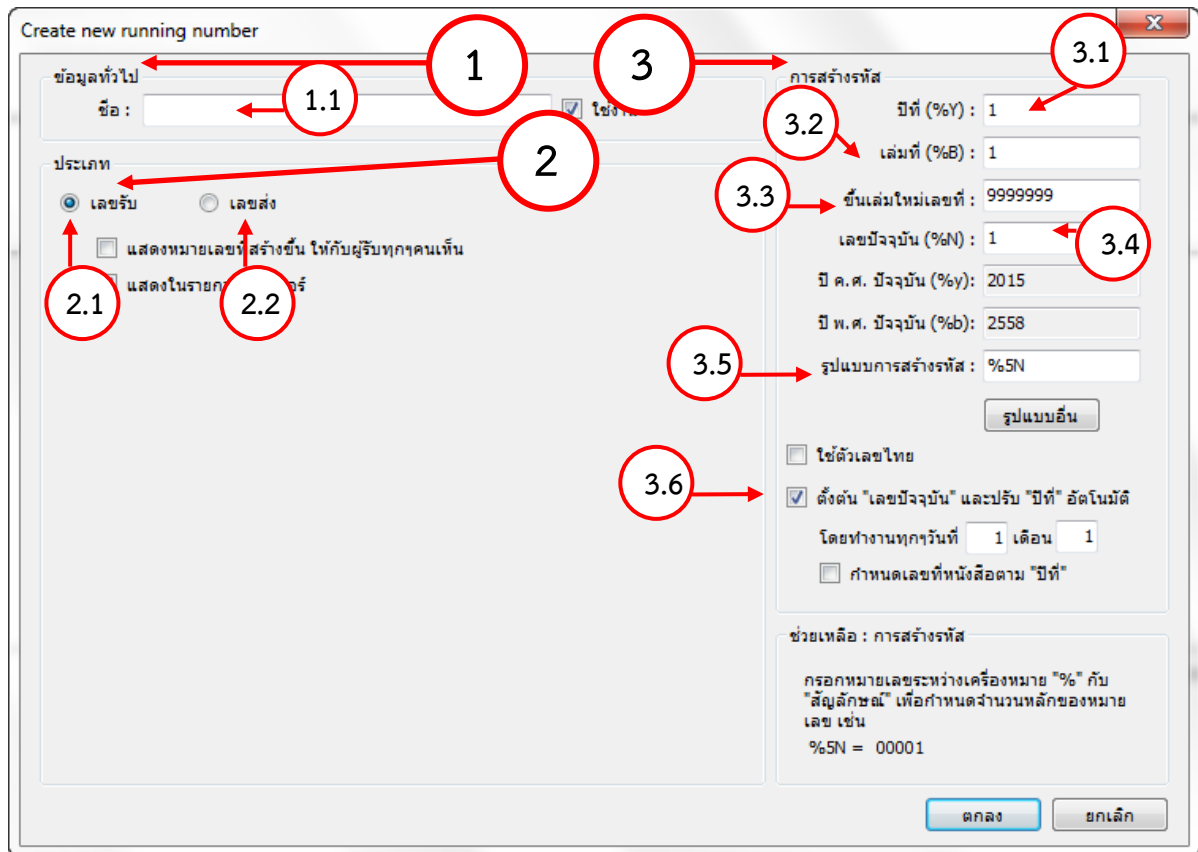 Create new running number
1
3
3.1
ข้อมูลทั่วไป
ชื่อ :
1.1
2
ประเภท
เลขรับ
เลขส่ง
แสดงหมายเลขที่สร้างขึ้น ให้กับผู้รับทุกๆคนเห็น
2.1
2.2
การสร้างรหัส
ปีที่ (%Y) : 1
3.2
เล่มที่ (%B) : 1
3.3
ขึ้นเล่มใหม่เลขที่ : 9999999
เลขปัจจุบัน (%N) : 1
3.4
ปี ค.ศ. ปัจจุบัน (%y): 2015
ปี พ.ศ. ปัจจุบัน (%b): 2558
3.5
รูปแบบการสร้างรหัส : %5N
รูปแบบอื่น
ใช้ตัวเลขไทย
3.6
ตั้งต้น "เลขปัจจุบัน" และปรับ "ปีที่" อัตโนมัติ
โดยทำงานทุกๆวันที่ 1 เดือน 1
กำหนดเลขที่หนังสือตาม "ปีที่"
ช่วยเหลือ : การสร้างรหัส
กรอกหมายเลขระหว่างเครื่องหมาย "%" กับ
"สัญลักษณ์" เพื่อกำหนดจำนวนหลักของหมาย
เลข เช่น
%5N = 00001
ตกลง
ยกเลิก